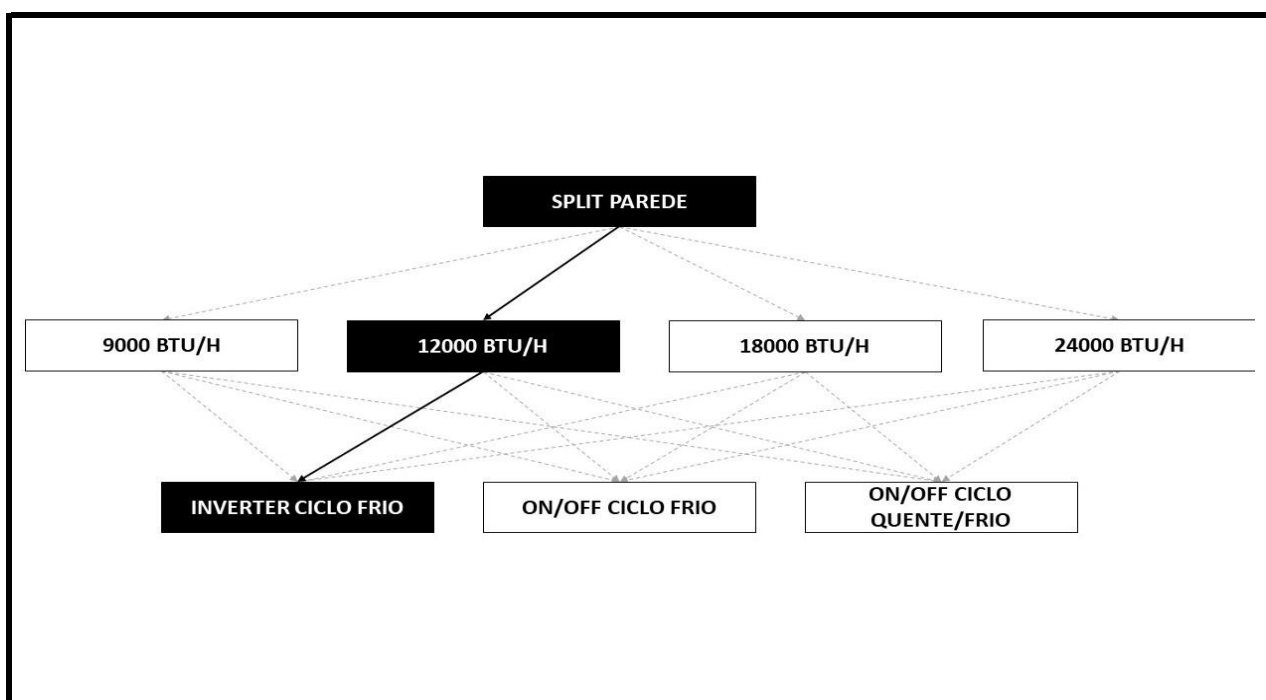 SPLIT PAREDE
9000 BTU/H
12000 BTU/H
18000 BTU/H
24000 BTU/H
INVERTER CICLO FRIO
ON/OFF CICLO FRIO
ON/OFF CICLO
QUENTE/FRIO